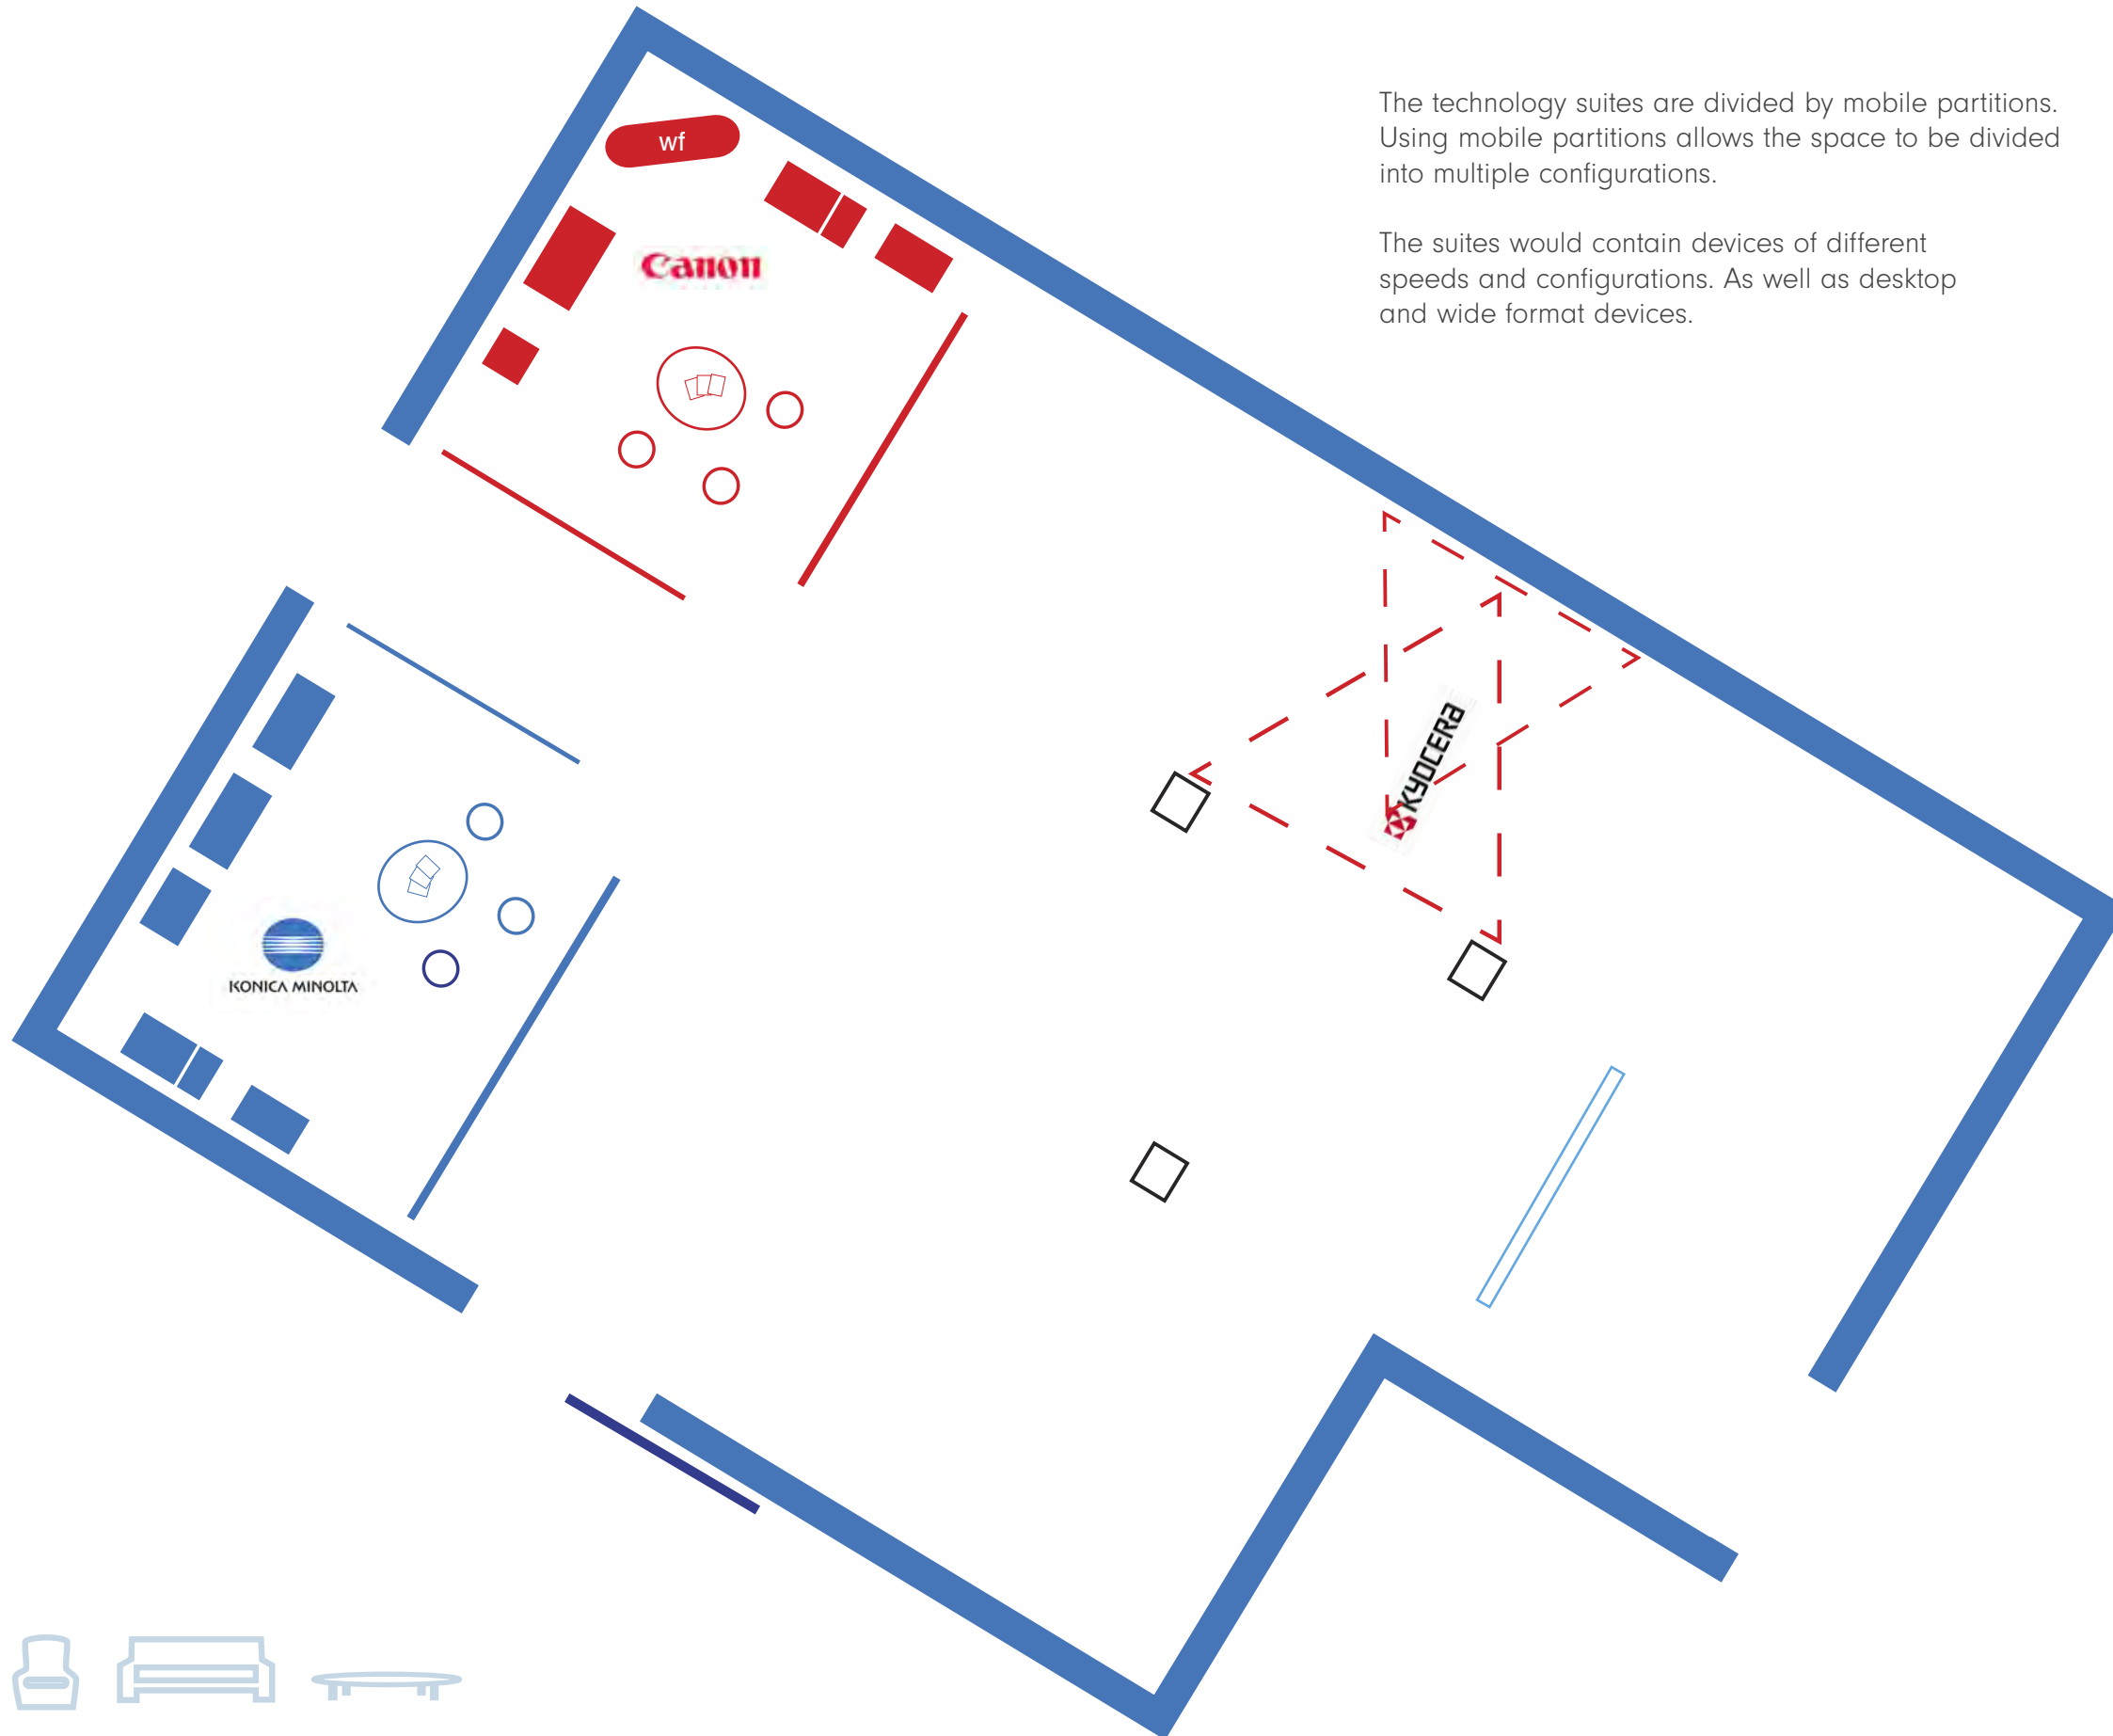 The technology suites are divided by mobile partitions.
Using mobile partitions allows the space to be divided
into multiple configurations.
The suites would contain devices of different
speeds and configurations. As well as desktop
and wide format devices.
wf
Canon
KYOCERA
KONICA MINOLTA